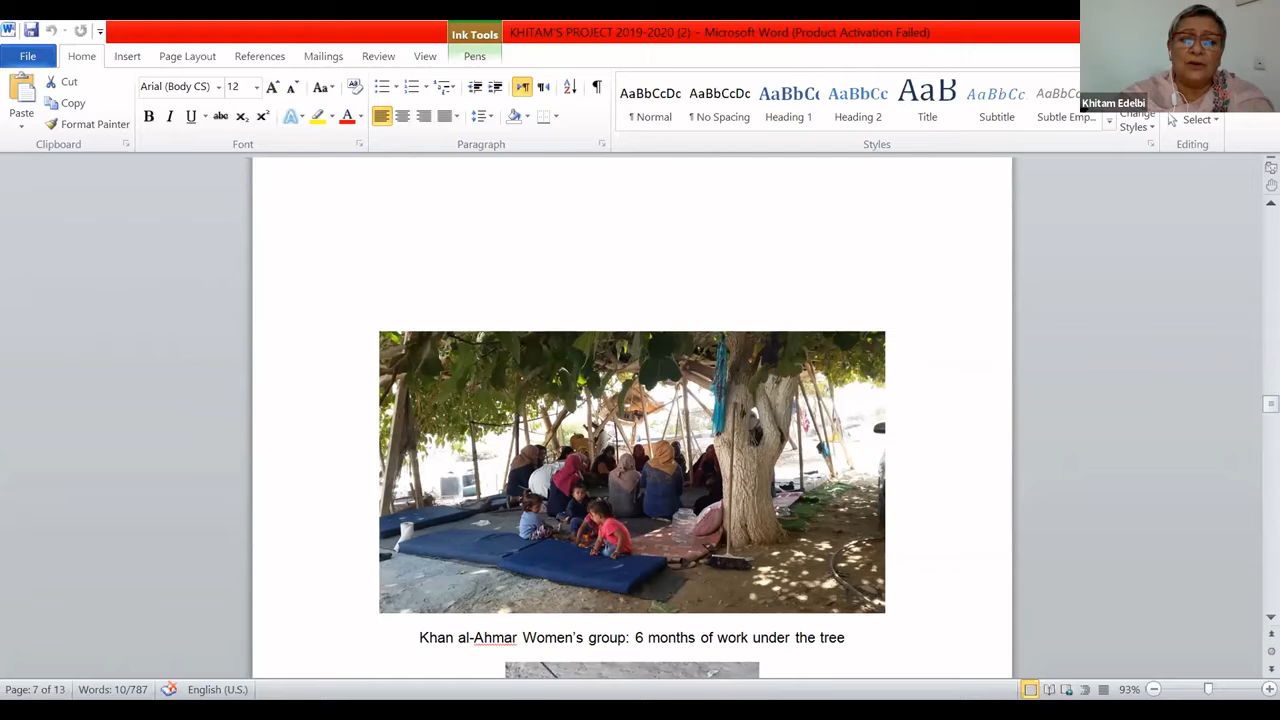 Ink Tools
KHITAM'S PROJECT 2019-2020 (2) – Microsoft Word (Product Activation Failed)
File Home Insert Page Layout References Mailings Review View Pens
Paste
Cut
Copy
Format Painter
Clipboard
Arial (Body CS) 12
Font
Paragraph
AaBbCcDc AaBbCcDc AaBbC AaBbCc AaB AaBbCc. AaBbCcD
¶ Normal ¶ No Spacing Heading 1 Heading 2 Title Subtitle Subtle Emp...
Change
Styles
Styles
Select
Editing
Khitam Edelbi
Khan al-Ahmar Women's group: 6 months of work under the tree
Page: 7 of 13 Words: 10/787 English (U.S.) 93%